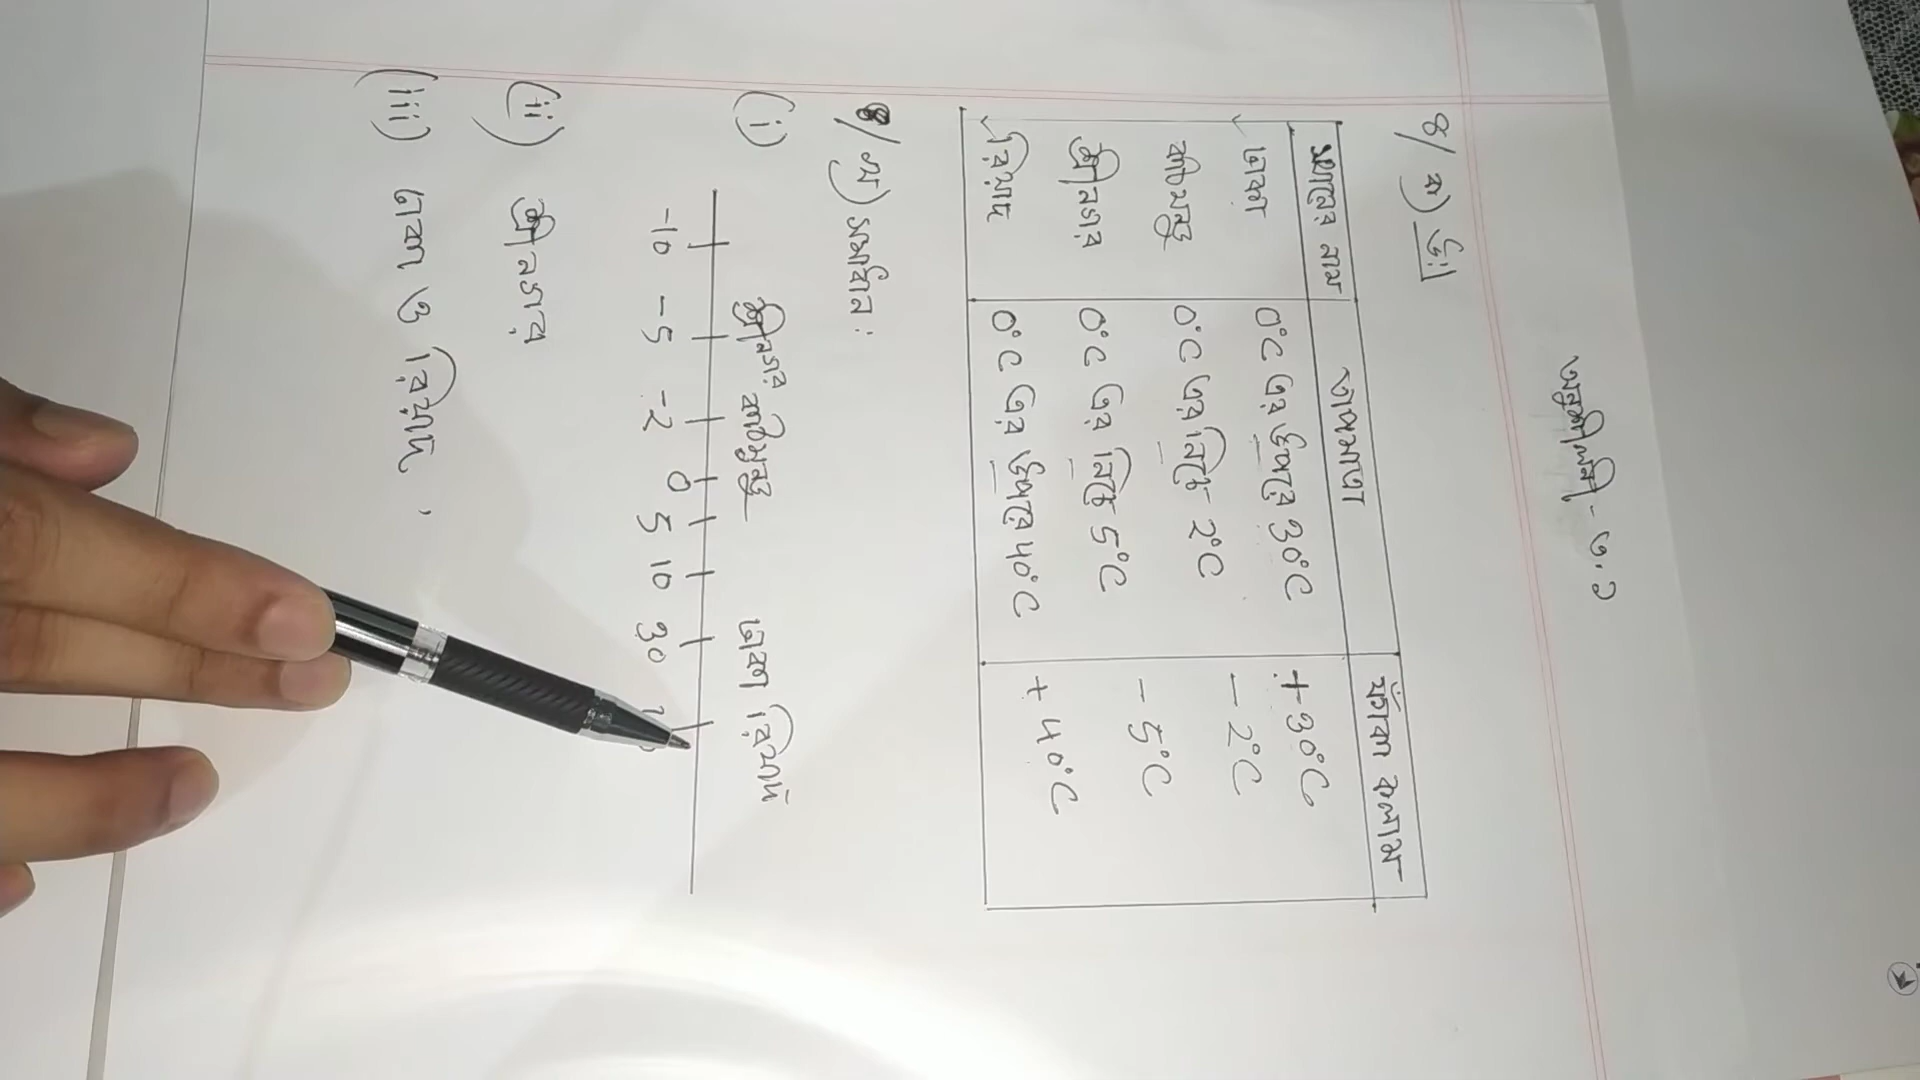 অনুশীলনী - ৩.১
৪/ ক) উঃ।
স্থানের নাম তাপমাত্রা ফাঁকা কলাম
ঢাকা 0°C এর উপরে 30°C +30°C
কাঠমান্ডু 0°C এর নিচে 2°C - 2°C
শ্রীনগর 0°C এর নিচে 5°C - 5°C
রিয়াদ 0°C এর উপরে 40°C + 40°C
৪/ খ) সমাধান :
(i) শ্রীনগর কাঠমান্ডু ঢাকা রিয়াদ
-10 -5 -2 0 5 10 30
(ii) শ্রীনগর
(iii) ঢাকা ও রিয়াদ ,